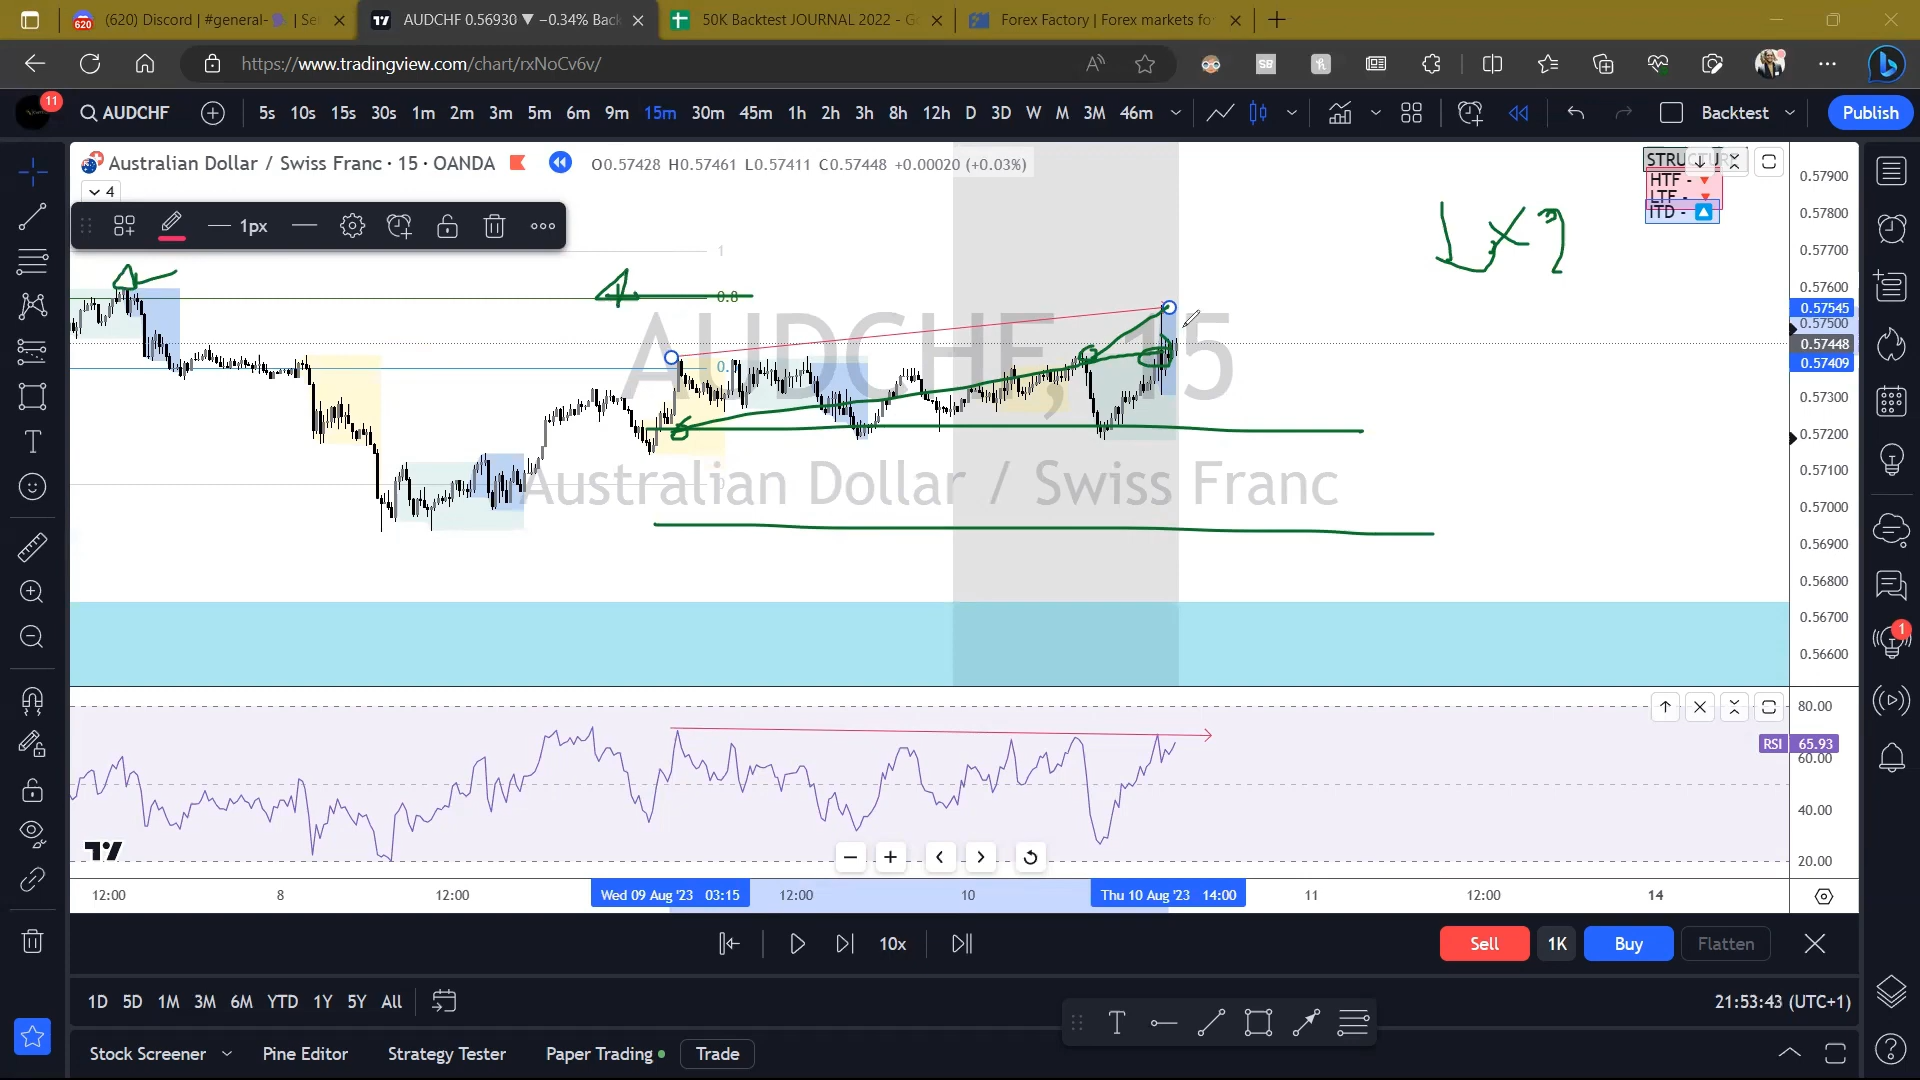 (620) Discord | #general-
AUDCHF 0.56930 ▼ −0.34% Back
50K Backtest JOURNAL 2022 - G
Forex Factory | Forex markets fo
https://www.tradingview.com/chart/rxNoCv6v/
11
AUDCHF
5s 10s 15s 30s 1m 2m 3m 5m 6m 9m 15m 30m 45m 1h 2h 3h 8h 12h D 3D W M 3M 46m
Backtest
Publish
Australian Dollar / Swiss Franc · 15 · OANDA
O0.57428 H0.57461 L0.57411 C0.57448 +0.00020 (+0.03%)
4
1px
STRUCTUR
HTF -
LTF -
ITD -
1
0.8
0.
0
AUDCHF, 15
Australian Dollar / Swiss Franc
0.57900
0.57800
0.57700
0.57600
0.57545
0.57500
0.57448
0.57409
0.57300
0.57200
0.57100
0.57000
0.56900
0.56800
0.56700
0.56600
80.00
RSI 65.93
60.00
40.00
20.00
1
12:00 8 12:00 Wed 09 Aug '23 03:15 12:00 10 Thu 10 Aug '23 14:00 11 12:00 14
10x
Sell 1K Buy Flatten
1D 5D 1M 3M 6M YTD 1Y 5Y All
21:53:43 (UTC+1)
Stock Screener Pine Editor Strategy Tester Paper Trading Trade